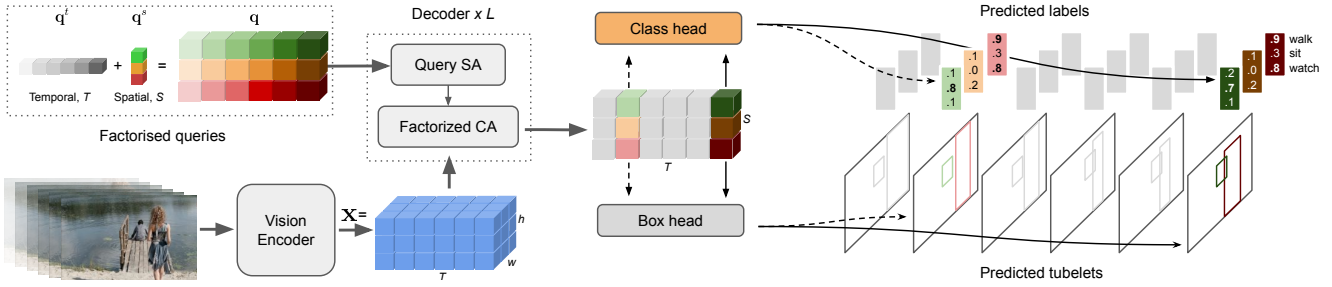 q^t
q^s
q
+
=
Temporal, T
Spatial, S
Factorised queries
Decoder x L
Query SA
Factorized CA
Vision
Encoder
X=
h
w
T
Class head
S
T
Box head
Predicted labels
.9
.3
.8
.1
.0
.2
.1
.8
.1
.9 walk
.3 sit
.8 watch
.1
.0
.2
.2
.7
.1
Predicted tubelets